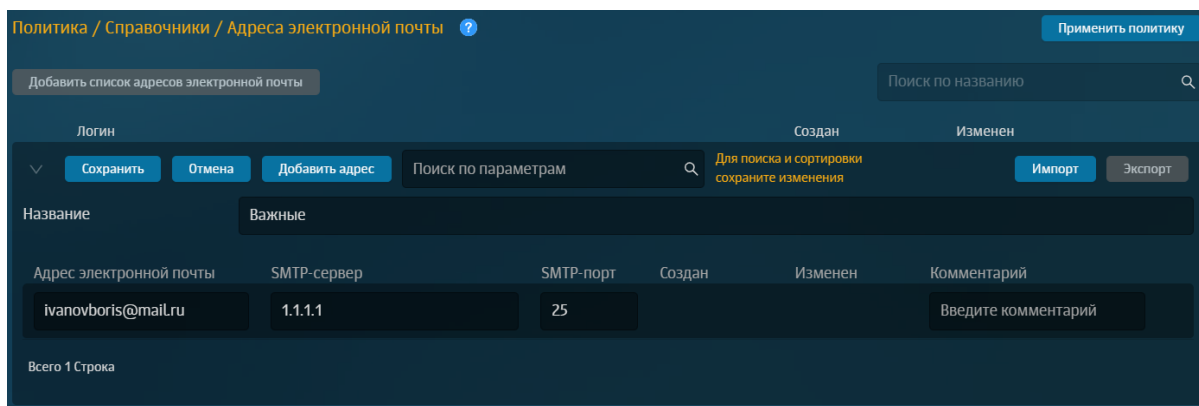 Политика / Справочники / Адреса электронной почты ?
Применить политику
Добавить список адресов электронной почты
Поиск по названию
Логин Создан Изменен
Сохранить Отмена Добавить адрес Поиск по параметрам Для поиска и сортировки
сохраните изменения Импорт Экспорт
Название Важные
Адрес электронной почты SMTP-сервер SMTP-порт Создан Изменен Комментарий
ivanovboris@mail.ru 1.1.1.1 25 Введите комментарий
Всего 1 Строка